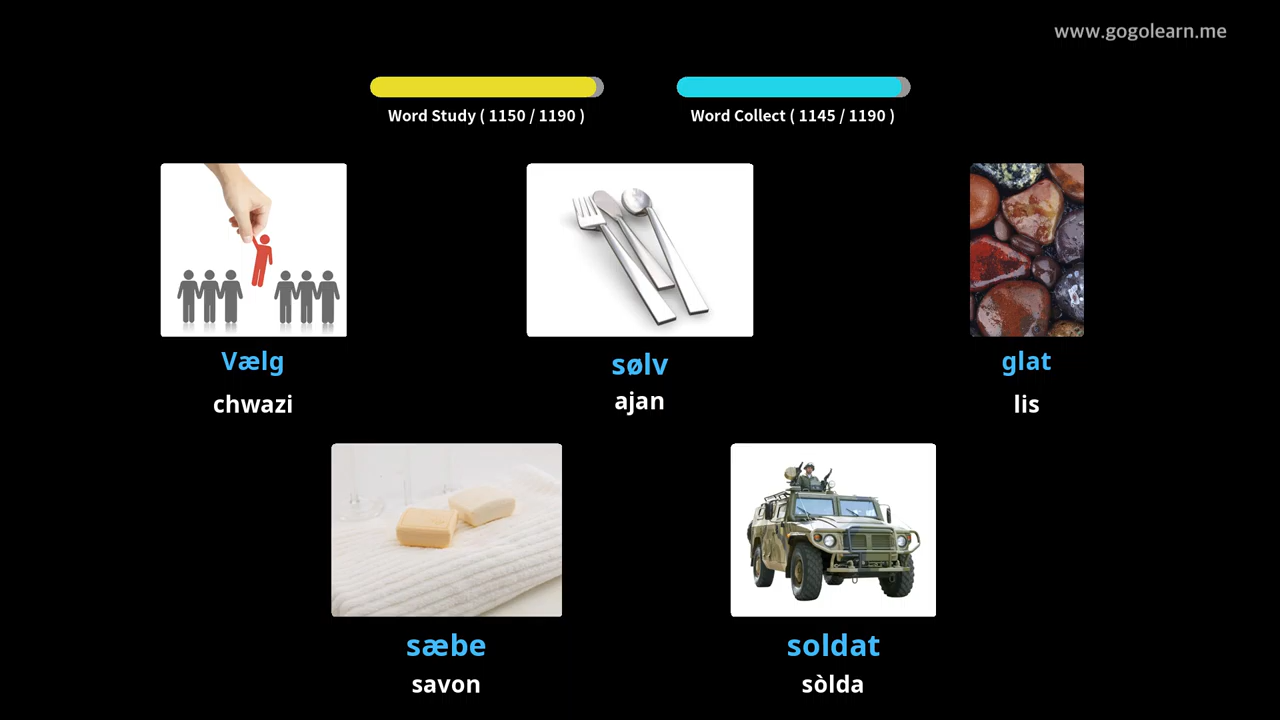 www.gogolearn.me
Word Study ( 1150 / 1190 )
Word Collect ( 1145 / 1190 )
Vælg
chwazi
sølv
ajan
glat
lis
sæbe
savon
soldat
sòlda